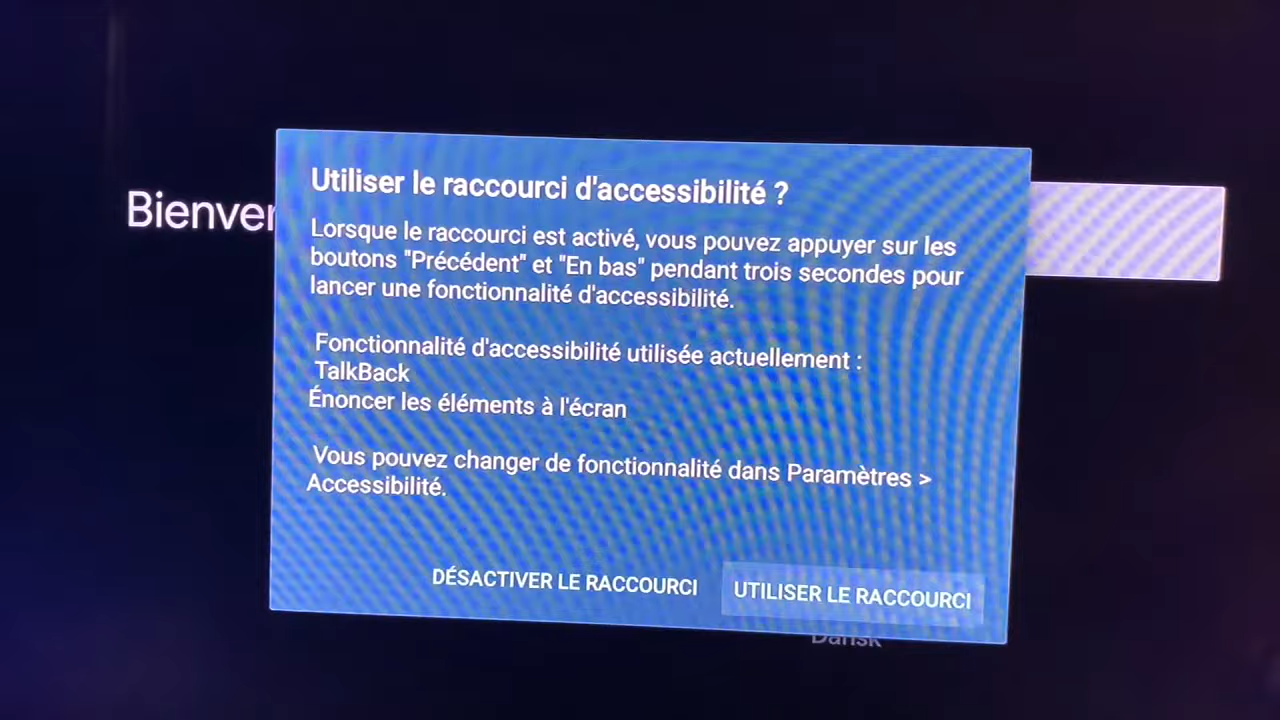 Utiliser le raccourci d'accessibilité ?
Bienven
Lorsque le raccourci est activé, vous pouvez appuyer sur les
boutons "Précédent" et "En bas" pendant trois secondes pour
lancer une fonctionnalité d'accessibilité.
Fonctionnalité d'accessibilité utilisée actuellement :
TalkBack
Énoncer les éléments à l'écran
Vous pouvez changer de fonctionnalité dans Paramètres >
Accessibilité.
DÉSACTIVER LE RACCOURCI
UTILISER LE RACCOURCI
Dansk